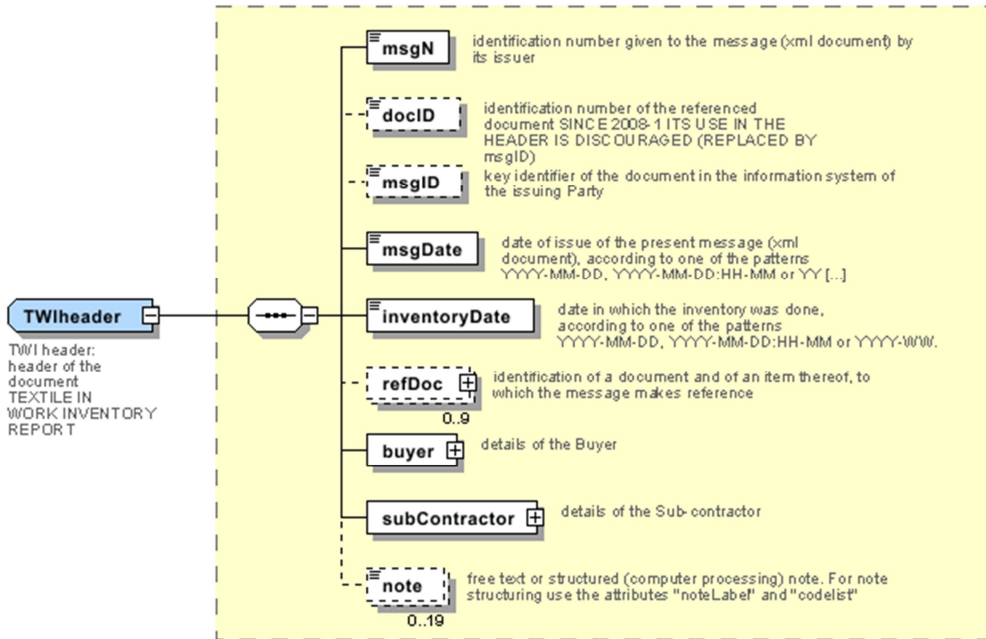 msgN
identification number given to the message (xml document) by
its issuer
docID
identification number of the referenced
document SINCE 2008-1 ITS USE IN THE
HEADER IS DISCOURAGED (REPLACED BY
msgID)
msgID
key identifier of the document in the information system of
the issuing Party
msgDate
date of issue of the present message (xml
document), according to one of the patterns
YYYY-MM-DD, YYYY-MM-DD:HH-MM or YY [...]
TWIheader
TWI header:
header of the
document
TEXTILE IN
WORK INVENTORY
REPORT
inventoryDate
date in which the inventory was done,
according to one of the patterns
YYYY-MM-DD, YYYY-MM-DD:HH-MM or YYYY-WW.
refDoc
0..9
identification of a document and of an item thereof, to
which the message makes reference
buyer
details of the Buyer
subContractor
details of the Sub-contractor
note
0..19
free text or structured (computer processing) note. For note
structuring use the attributes "noteLabel" and "codelist"